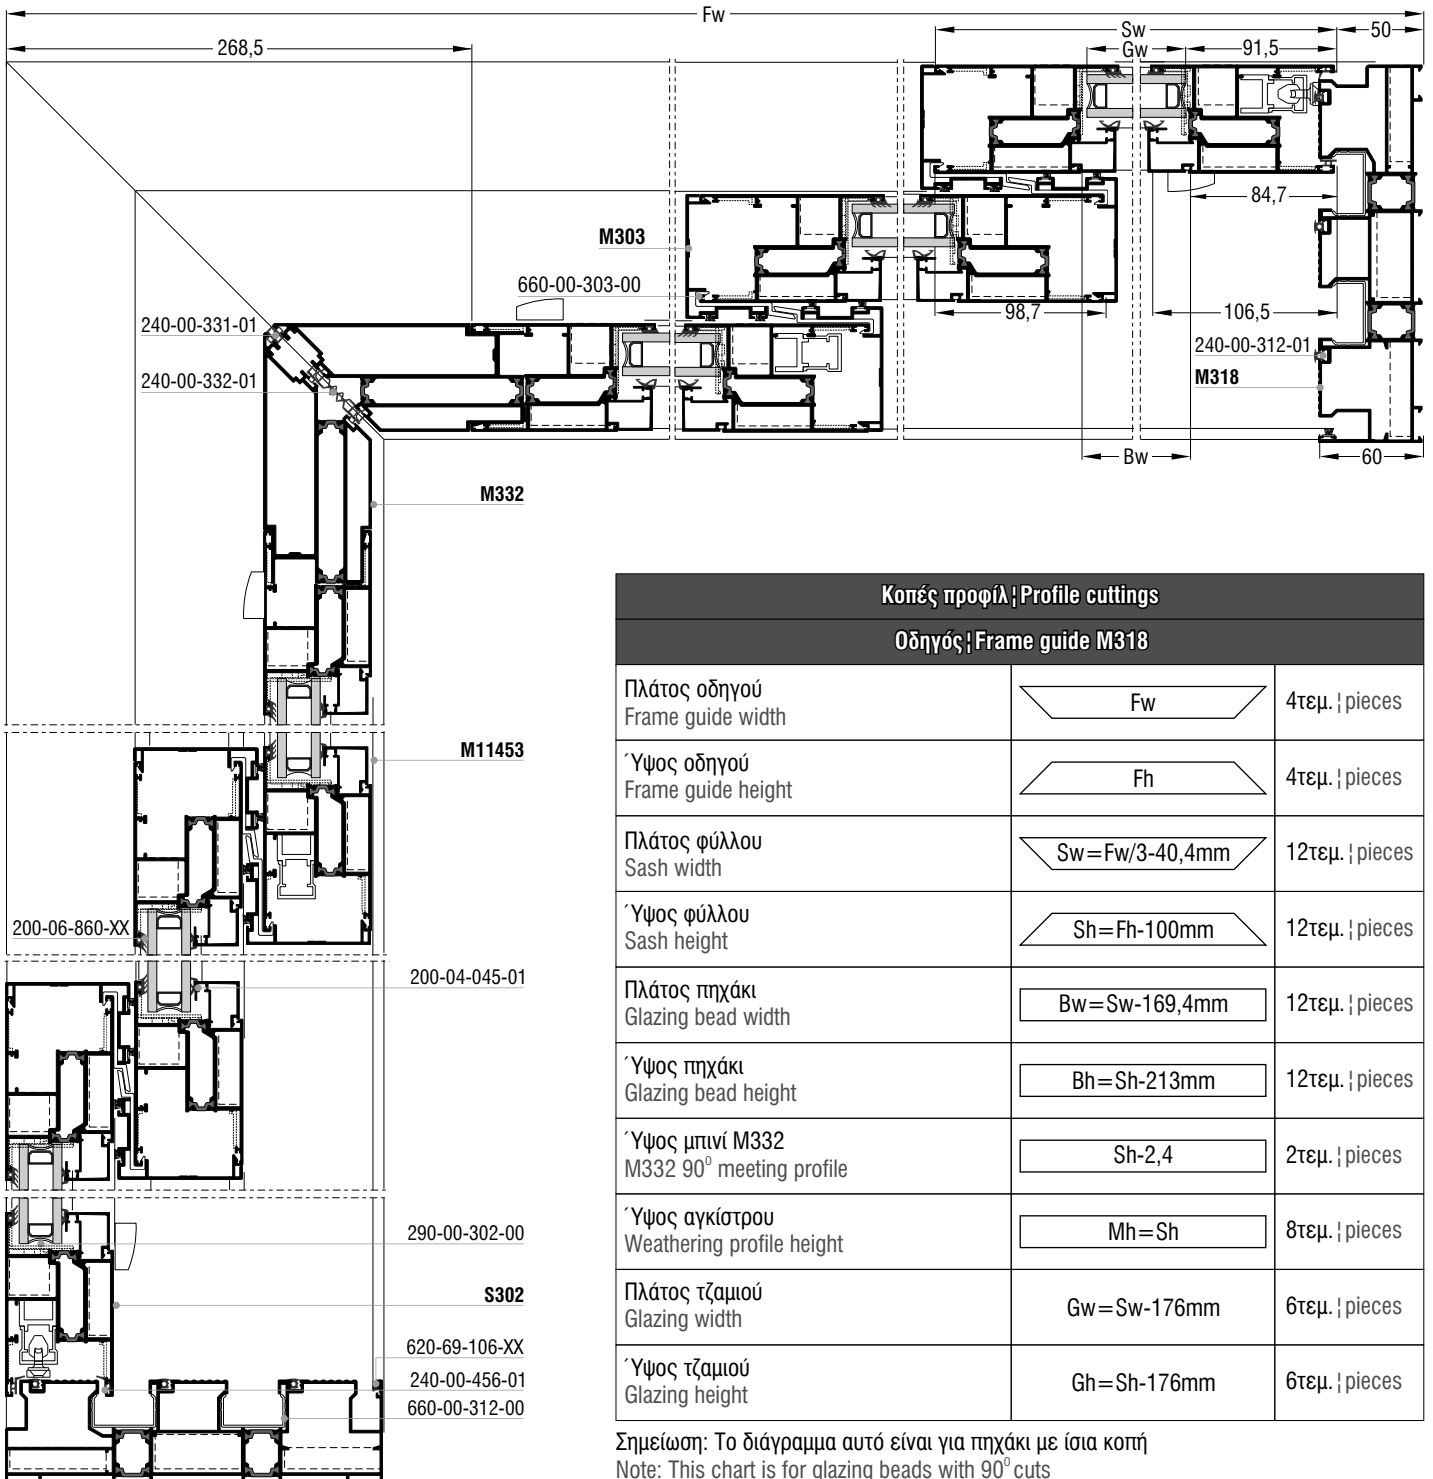 Fw
268,5
Sw
50
Gw
91,5
84,7
M303
660-00-303-00
98,7
106,5
240-00-331-01
240-00-312-01
240-00-332-01
M318
Bw
60
M332
M11453
200-06-860-XX
200-04-045-01
290-00-302-00
S302
620-69-106-XX
240-00-456-01
660-00-312-00
Κοπές προφίλ ¦ Profile cuttings
Οδηγός ¦ Frame guide M318
Πλάτος οδηγού
Frame guide width
Fw
4τεμ. ¦ pieces
Ύψος οδηγού
Frame guide height
Fh
4τεμ. ¦ pieces
Πλάτος φύλλου
Sash width
Sw=Fw/3-40,4mm
12τεμ. ¦ pieces
Ύψος φύλλου
Sash height
Sh=Fh-100mm
12τεμ. ¦ pieces
Πλάτος πηχάκι
Glazing bead width
Bw=Sw-169,4mm
12τεμ. ¦ pieces
Ύψος πηχάκι
Glazing bead height
Bh=Sh-213mm
12τεμ. ¦ pieces
Ύψος μπινί M332
M332 90⁰ meeting profile
Sh-2,4
2τεμ. ¦ pieces
Ύψος αγκίστρου
Weathering profile height
Mh=Sh
8τεμ. ¦ pieces
Πλάτος τζαμιού
Glazing width
Gw=Sw-176mm
6τεμ. ¦ pieces
Ύψος τζαμιού
Glazing height
Gh=Sh-176mm
6τεμ. ¦ pieces
Σημείωση: Το διάγραμμα αυτό είναι για πηχάκι με ίσια κοπή
Note: This chart is for glazing beads with 90⁰ cuts